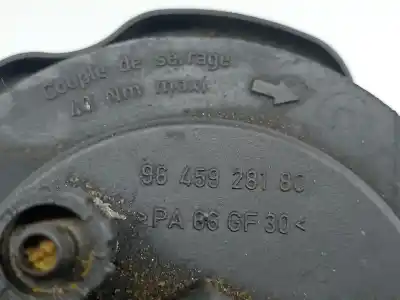 Couple de serrage
Nm maxi
96 459 281 80
>PA 66 GF 30<